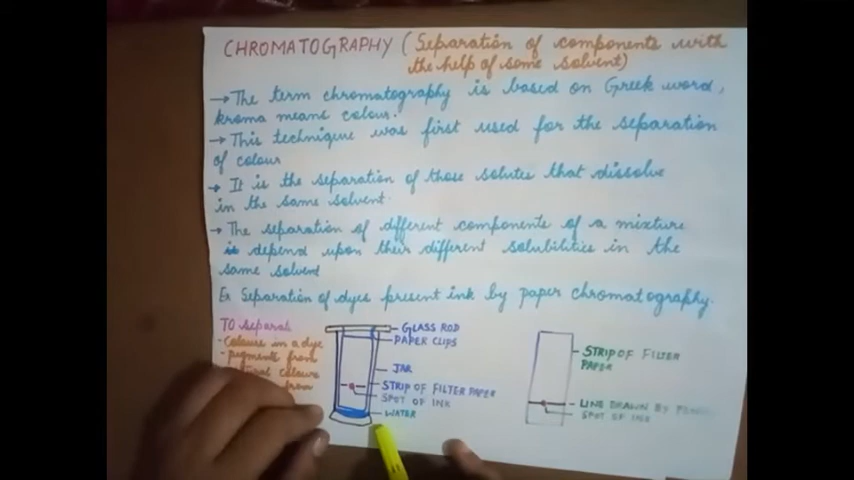 CHROMATOGRAPHY (Separation of components with
the help of some solvent)
→ The term chromatography is based on Greek word,
kroma means colour.
→ This technique was first used for the separation
of colour
→ It is the separation of those solutes that dissolve
in the same solvent.
→ The separation of different components of a mixture
is depend upon their different solubilities in the
same solvent
Ex Separation of dyes present ink by paper chromatography.
TO separate
- Colours in a dye
- pigments from
colours
from
GLASS ROD
PAPER CLIPS
JAR
STRIP OF FILTER PAPER
SPOT OF INK
WATER
STRIP OF FILTER
PAPER
LINE DRAWN BY PENCIL
SPOT OF INK